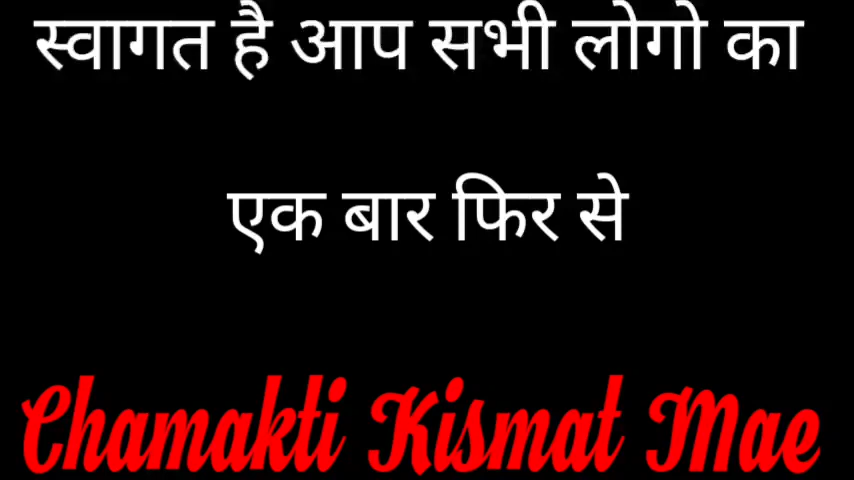 स्वागत है आप सभी लोगो का
एक बार फिर से
Chamakti Kismat Mae